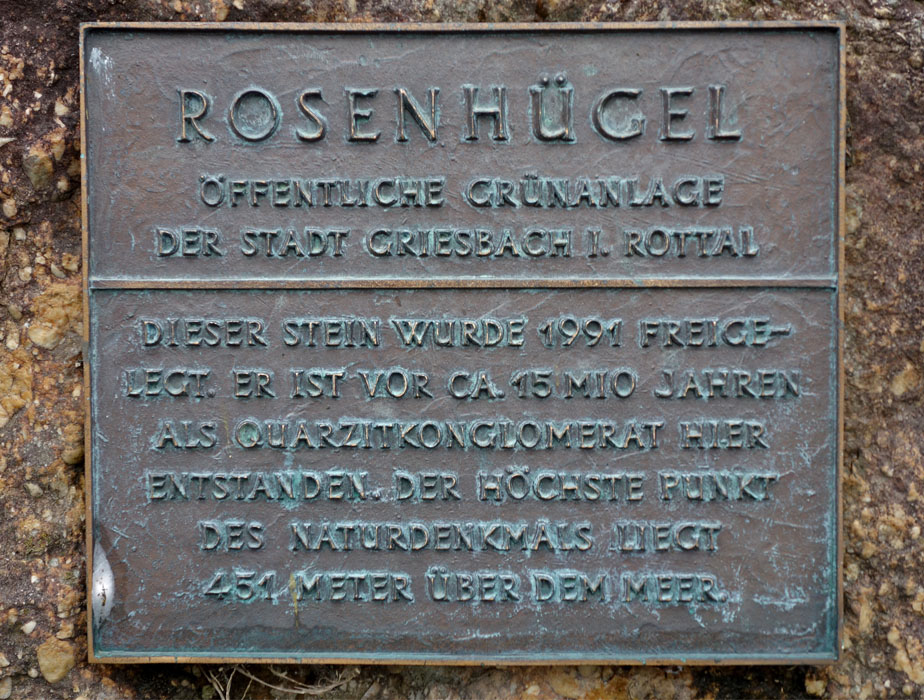 ROSENHÜGEL
ÖFFENTLICHE GRÜNANLAGE
DER STADT GRIESBACH I. ROTTAL
DIESER STEIN WURDE 1991 FREIGE-
LEGT. ER IST VOR CA. 15 MIO JAHREN
ALS QUARZITKONGLOMERAT HIER
ENTSTANDEN. DER HÖCHSTE PUNKT
DES NATURDENKMALS LIEGT
451 METER ÜBER DEM MEER.